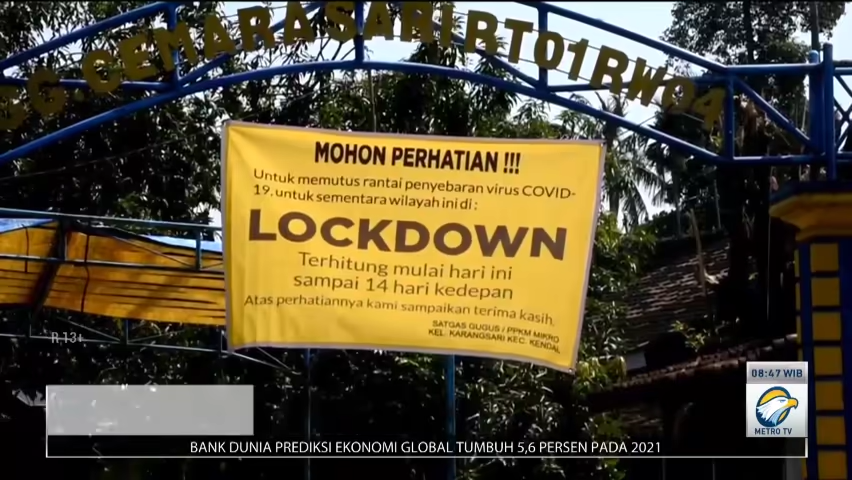 GG. CEMARASARI RT01RW04
MOHON PERHATIAN !!!
Untuk memutus rantai penyebaran virus COVID-
19. untuk sementara wilayah ini di :
LOCKDOWN
Terhitung mulai hari ini
sampai 14 hari kedepan
Atas perhatiannya kami sampaikan terima kasih,
SATGAS GUGUS / PPKM MIKRO
KEL. KARANGSARI KEC. KENDAL
R 13+
08:47 WIB
METRO TV
BANK DUNIA PREDIKSI EKONOMI GLOBAL TUMBUH 5,6 PERSEN PADA 2021